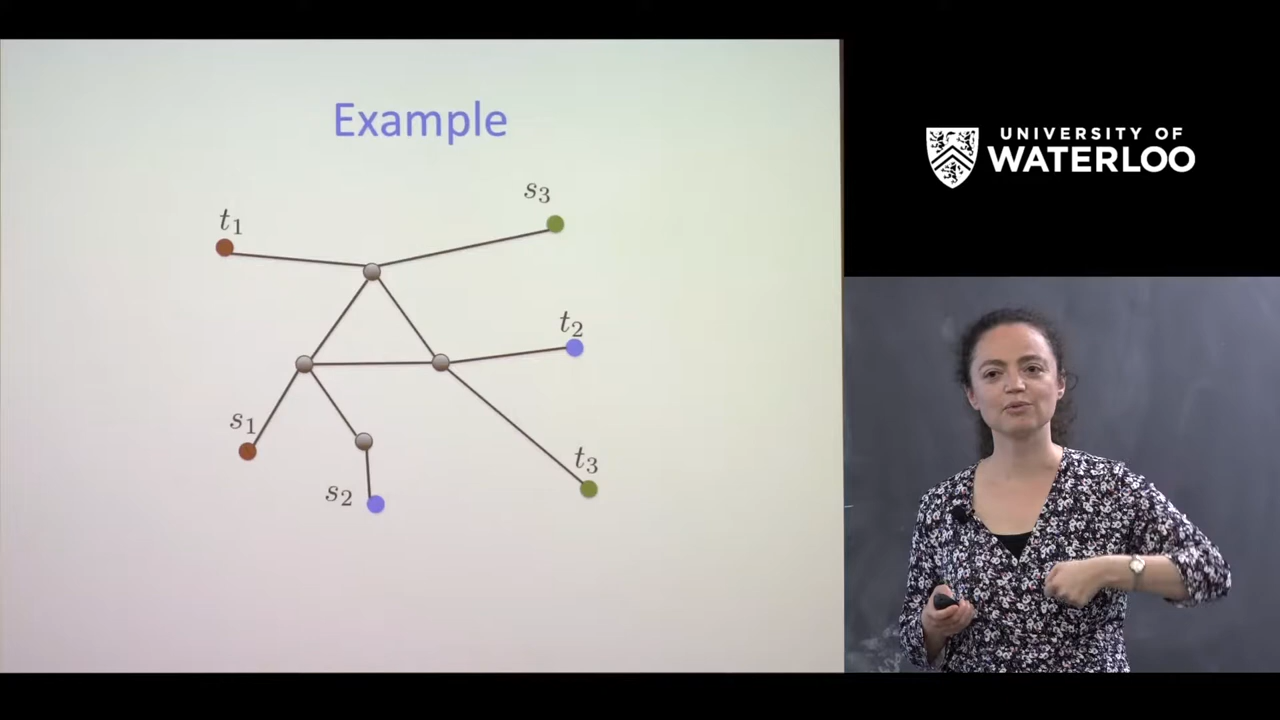 Example
s₃
t₁
t₂
s₁
t₃
s₂
UNIVERSITY OF
WATERLOO